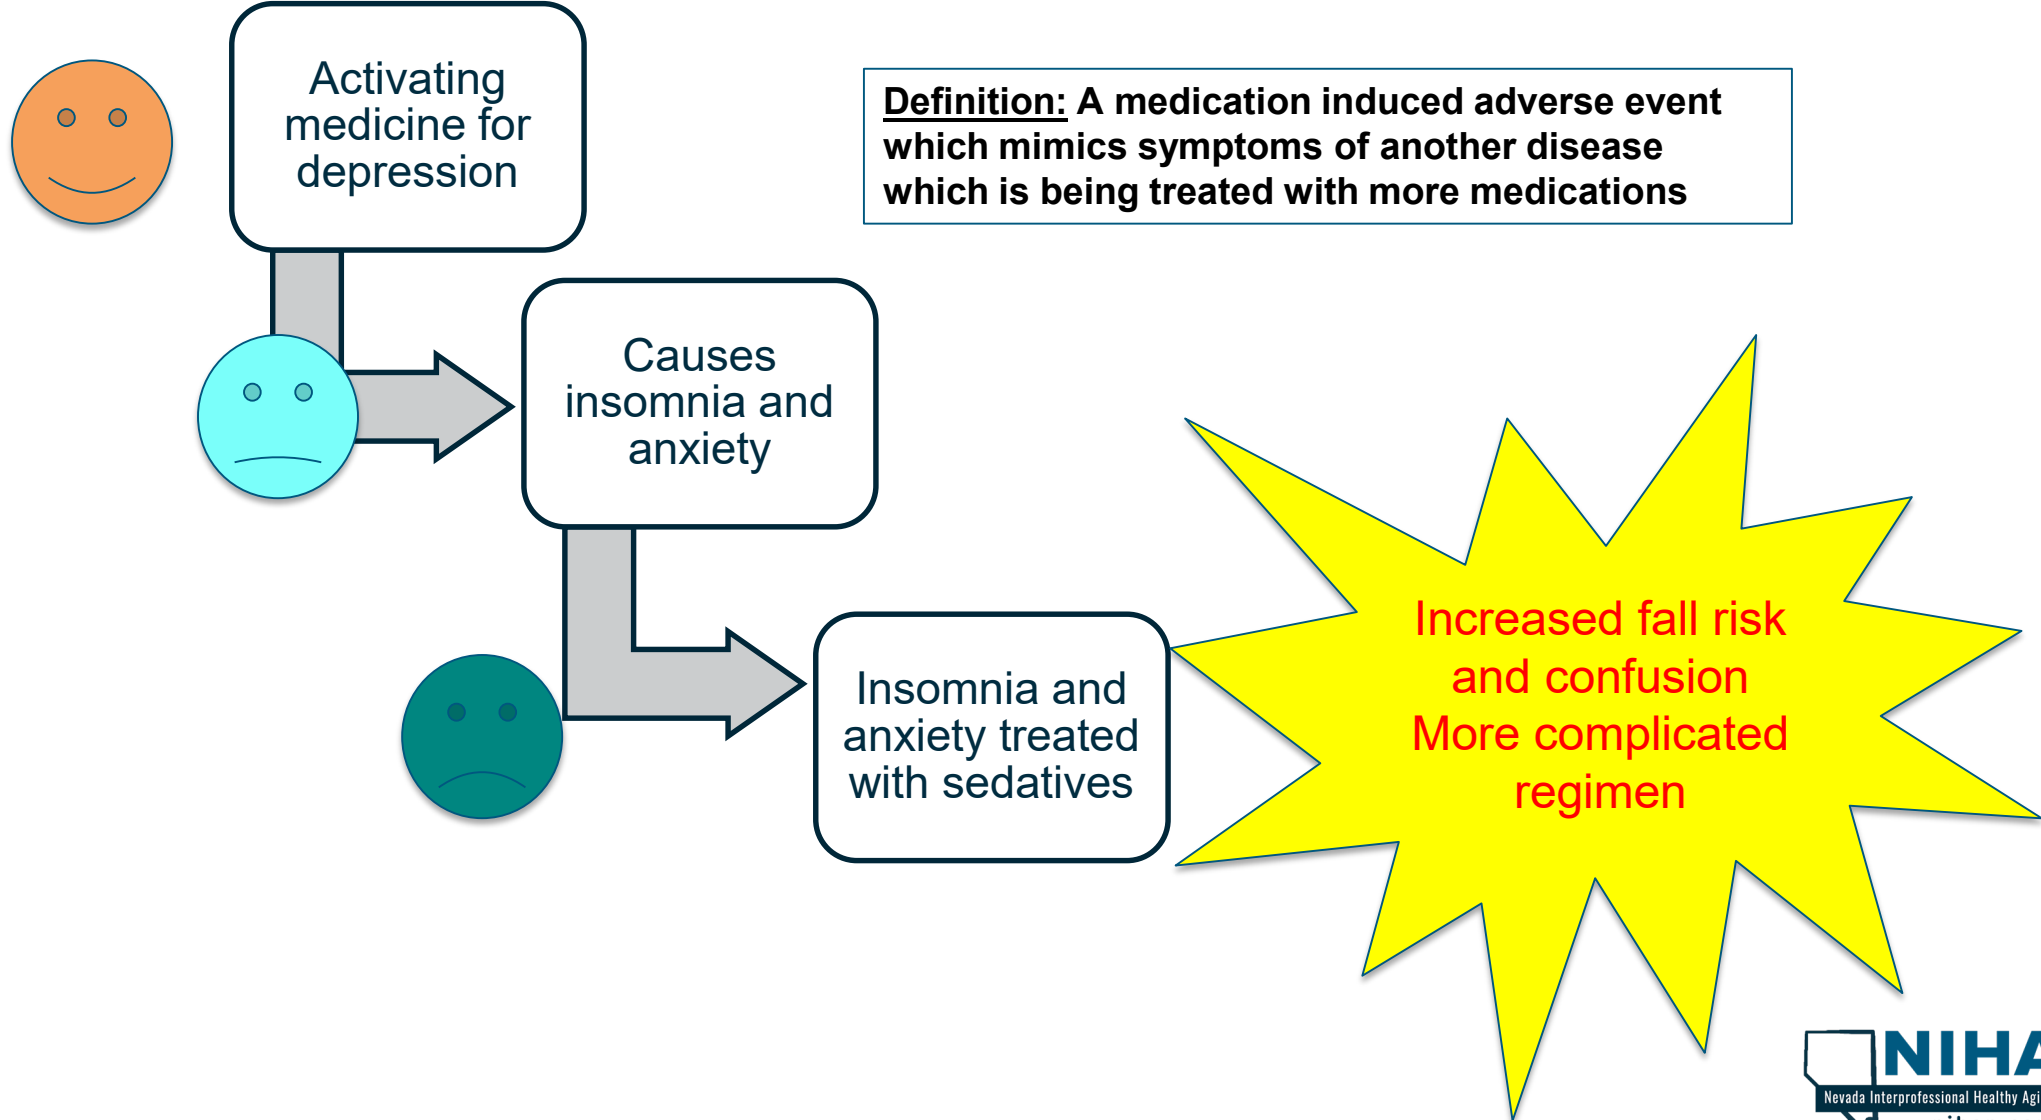 Activating
medicine for
depression
Definition: A medication induced adverse event
which mimics symptoms of another disease
which is being treated with more medications
Causes
insomnia and
anxiety
Insomnia and
anxiety treated
with sedatives
Increased fall risk
and confusion
More complicated
regimen
NIHA
Nevada Interprofessional Healthy Agi